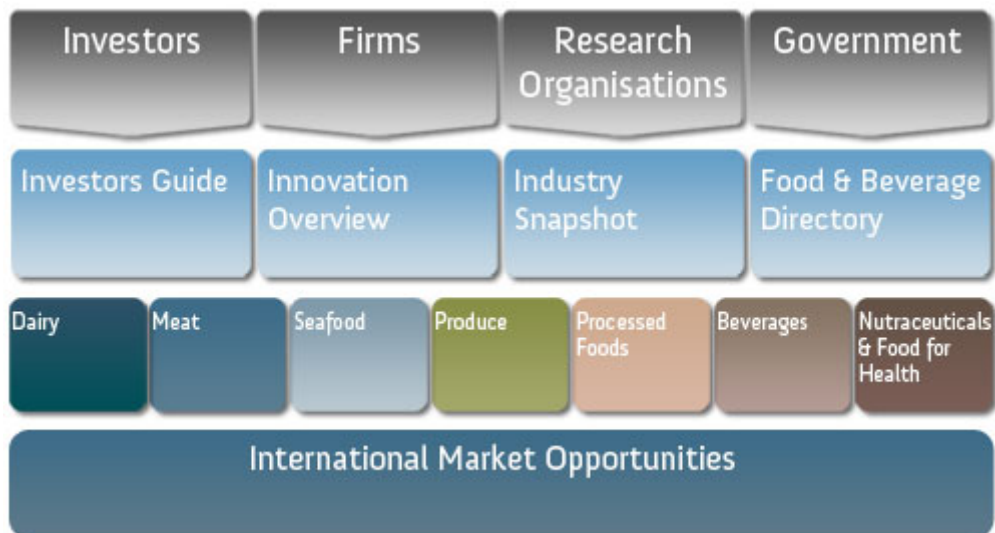 Investors
Firms
Research
Organisations
Government
Investors Guide
Innovation
Overview
Industry
Snapshot
Food & Beverage
Directory
Dairy
Meat
Seafood
Produce
Processed
Foods
Beverages
Nutraceuticals
& Food for
Health
International Market Opportunities